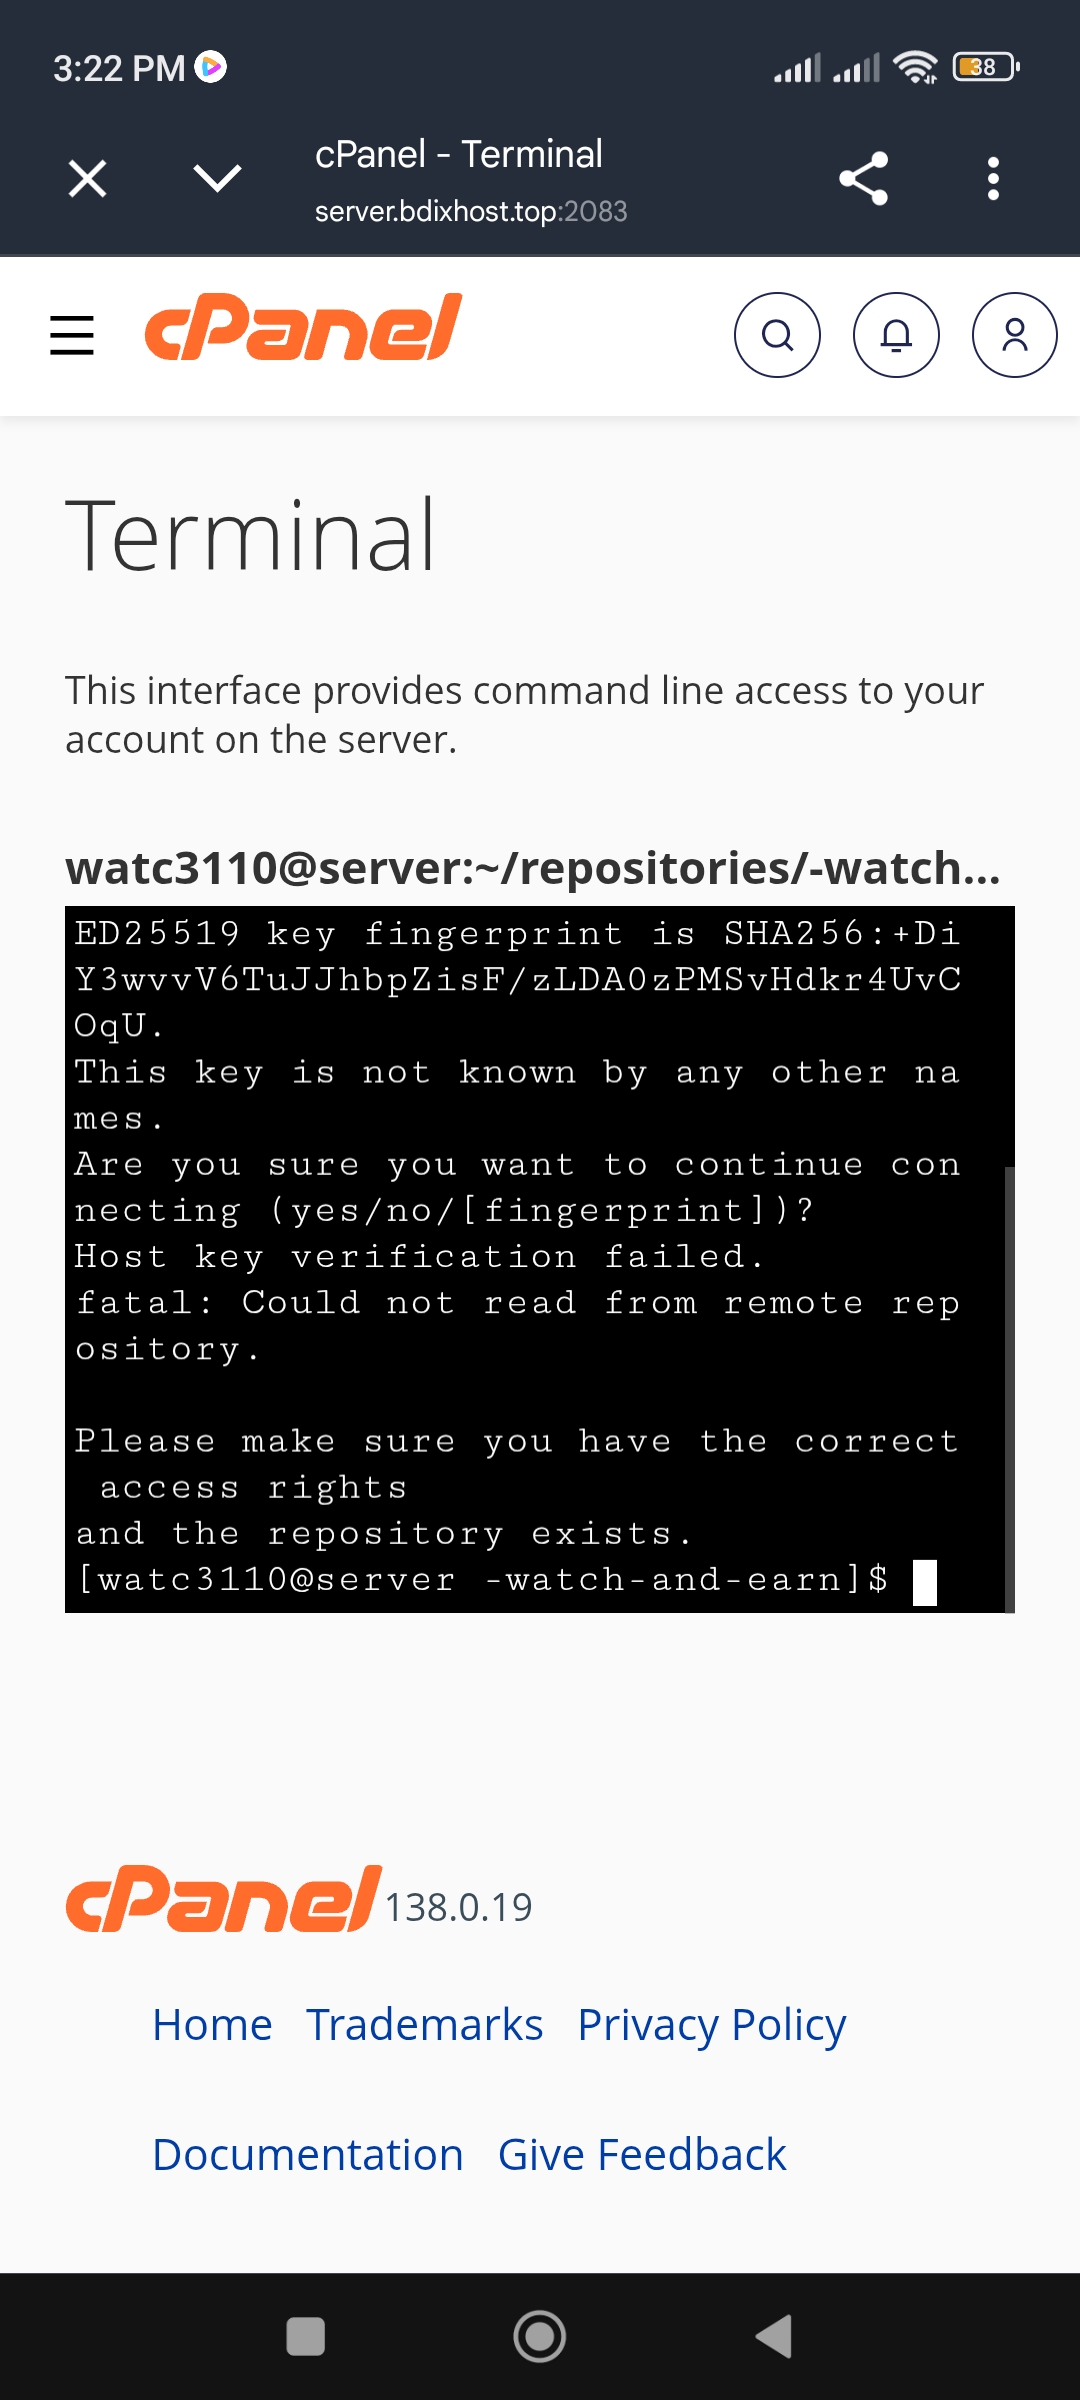 3:22 PM
38
cPanel - Terminal
server.bdixhost.top:2083
cPanel
Terminal
This interface provides command line access to your
account on the server.
watc3110@server:~/repositories/-watch...
ED25519 key fingerprint is SHA256:+Di
Y3wvvV6TuJJhbpZisF/zLDA0zPMSvHdkr4UvC
OqU.
This key is not known by any other na
mes.
Are you sure you want to continue con
necting (yes/no/[fingerprint])?
Host key verification failed.
fatal: Could not read from remote rep
ository.
Please make sure you have the correct
 access rights
and the repository exists.
[watc3110@server -watch-and-earn]$
cPanel 138.0.19
Home Trademarks Privacy Policy
Documentation Give Feedback